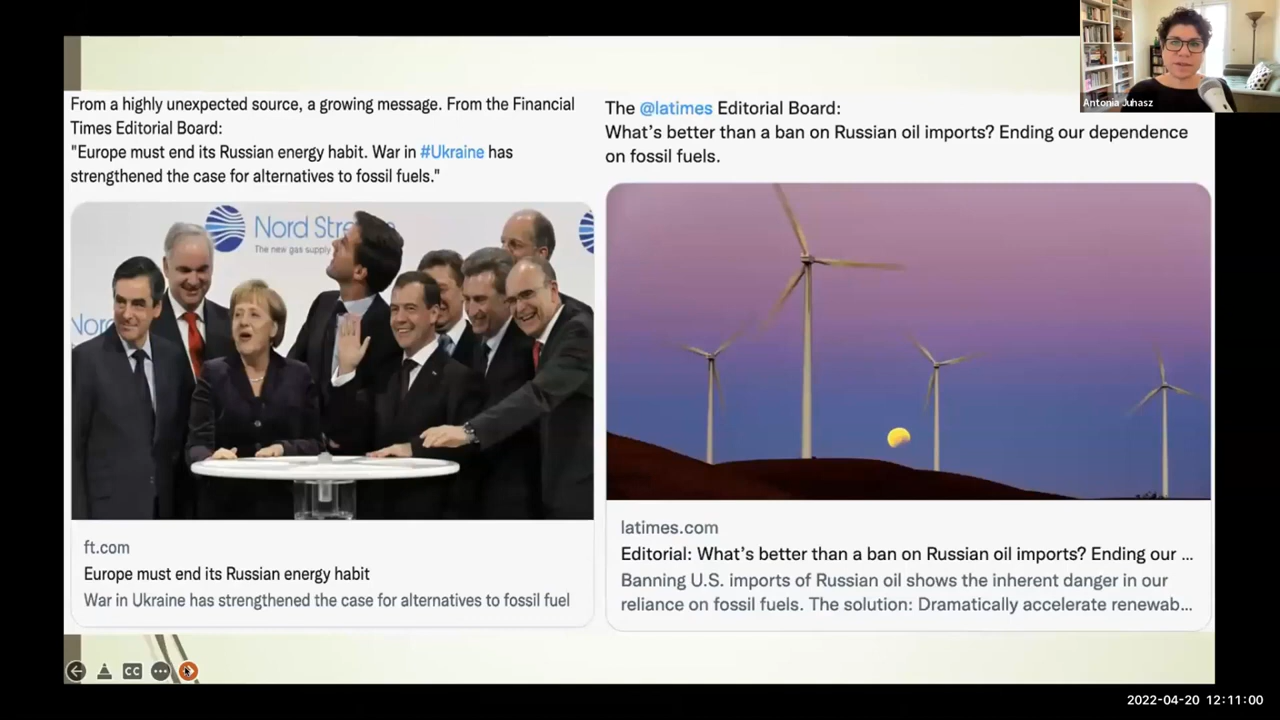 Antonia Juhasz
From a highly unexpected source, a growing message. From the Financial
Times Editorial Board:
"Europe must end its Russian energy habit. War in #Ukraine has
strengthened the case for alternatives to fossil fuels."
Nord Stre
The new gas supply
Nord
ft.com
Europe must end its Russian energy habit
War in Ukraine has strengthened the case for alternatives to fossil fuel
The @latimes Editorial Board:
What's better than a ban on Russian oil imports? Ending our dependence
on fossil fuels.
latimes.com
Editorial: What's better than a ban on Russian oil imports? Ending our ...
Banning U.S. imports of Russian oil shows the inherent danger in our
reliance on fossil fuels. The solution: Dramatically accelerate renewab...
CC
2022-04-20 12:11:00